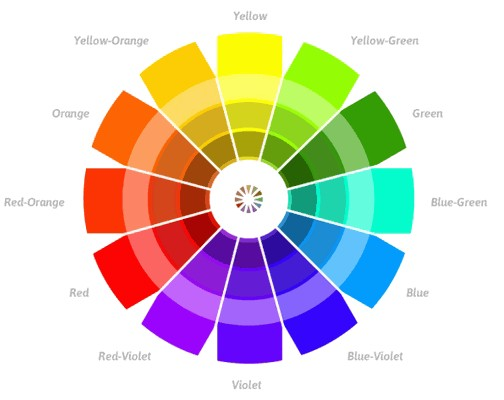 Yellow
Yellow-Orange
Yellow-Green
Orange
Green
Red-Orange
Blue-Green
Red
Blue
Red-Violet
Blue-Violet
Violet